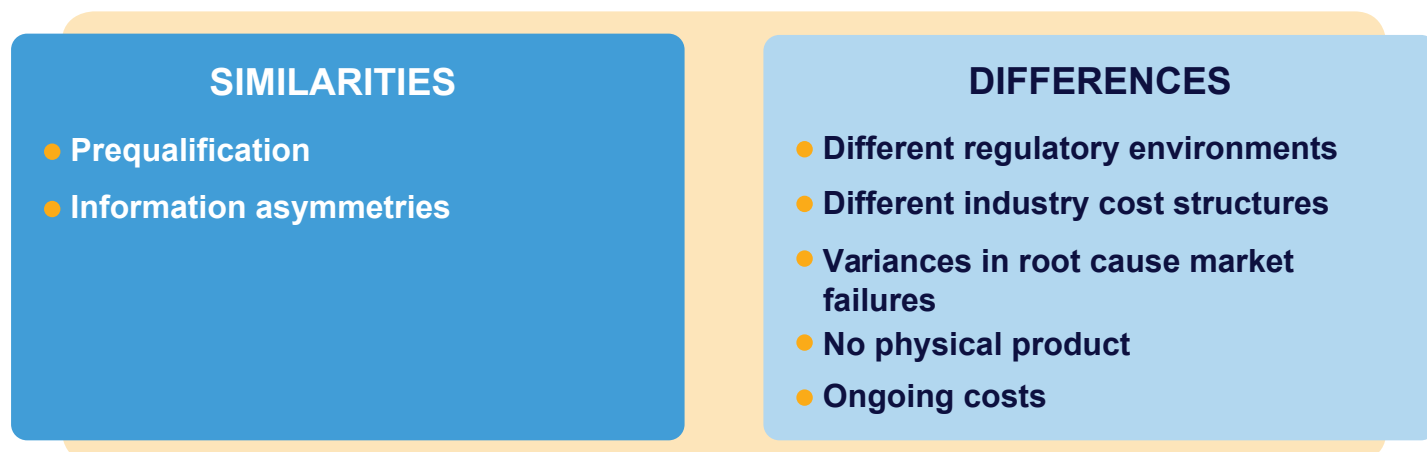 SIMILARITIES
Prequalification
Information asymmetries
DIFFERENCES
Different regulatory environments
Different industry cost structures
Variances in root cause market
failures
No physical product
Ongoing costs